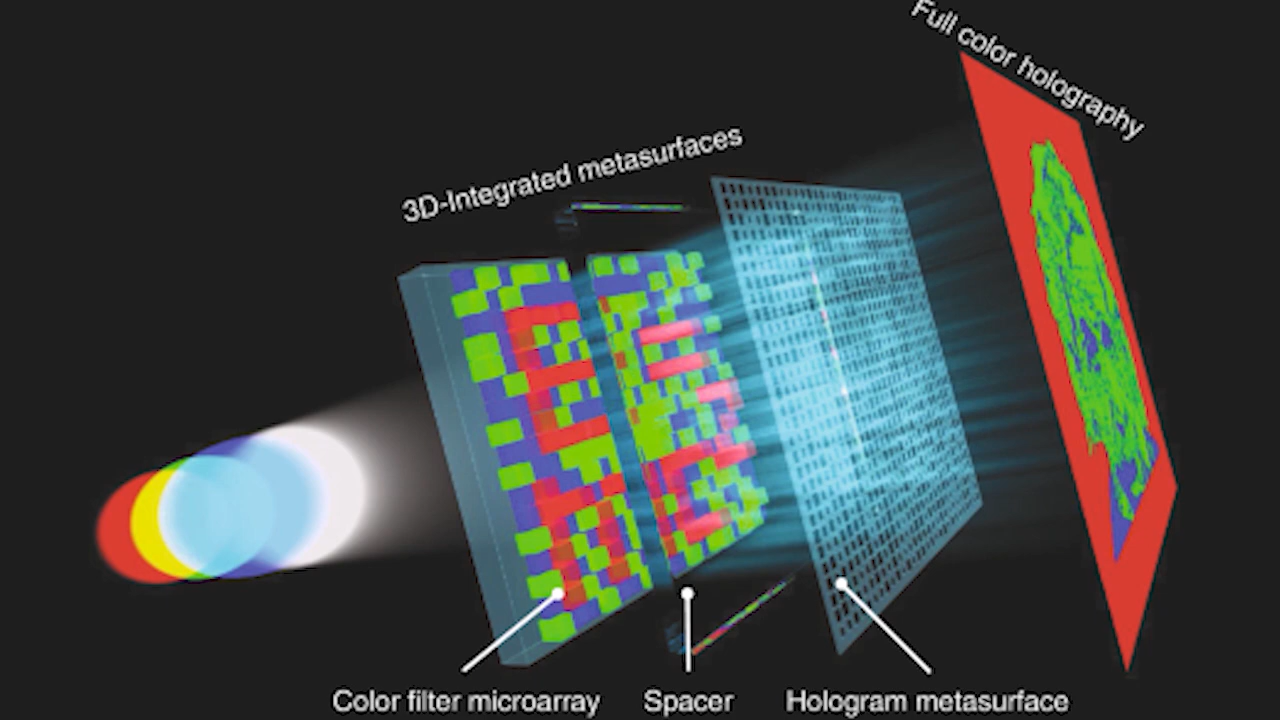 Full color holography
3D-Integrated metasurfaces
Color filter microarray
Spacer
Hologram metasurface